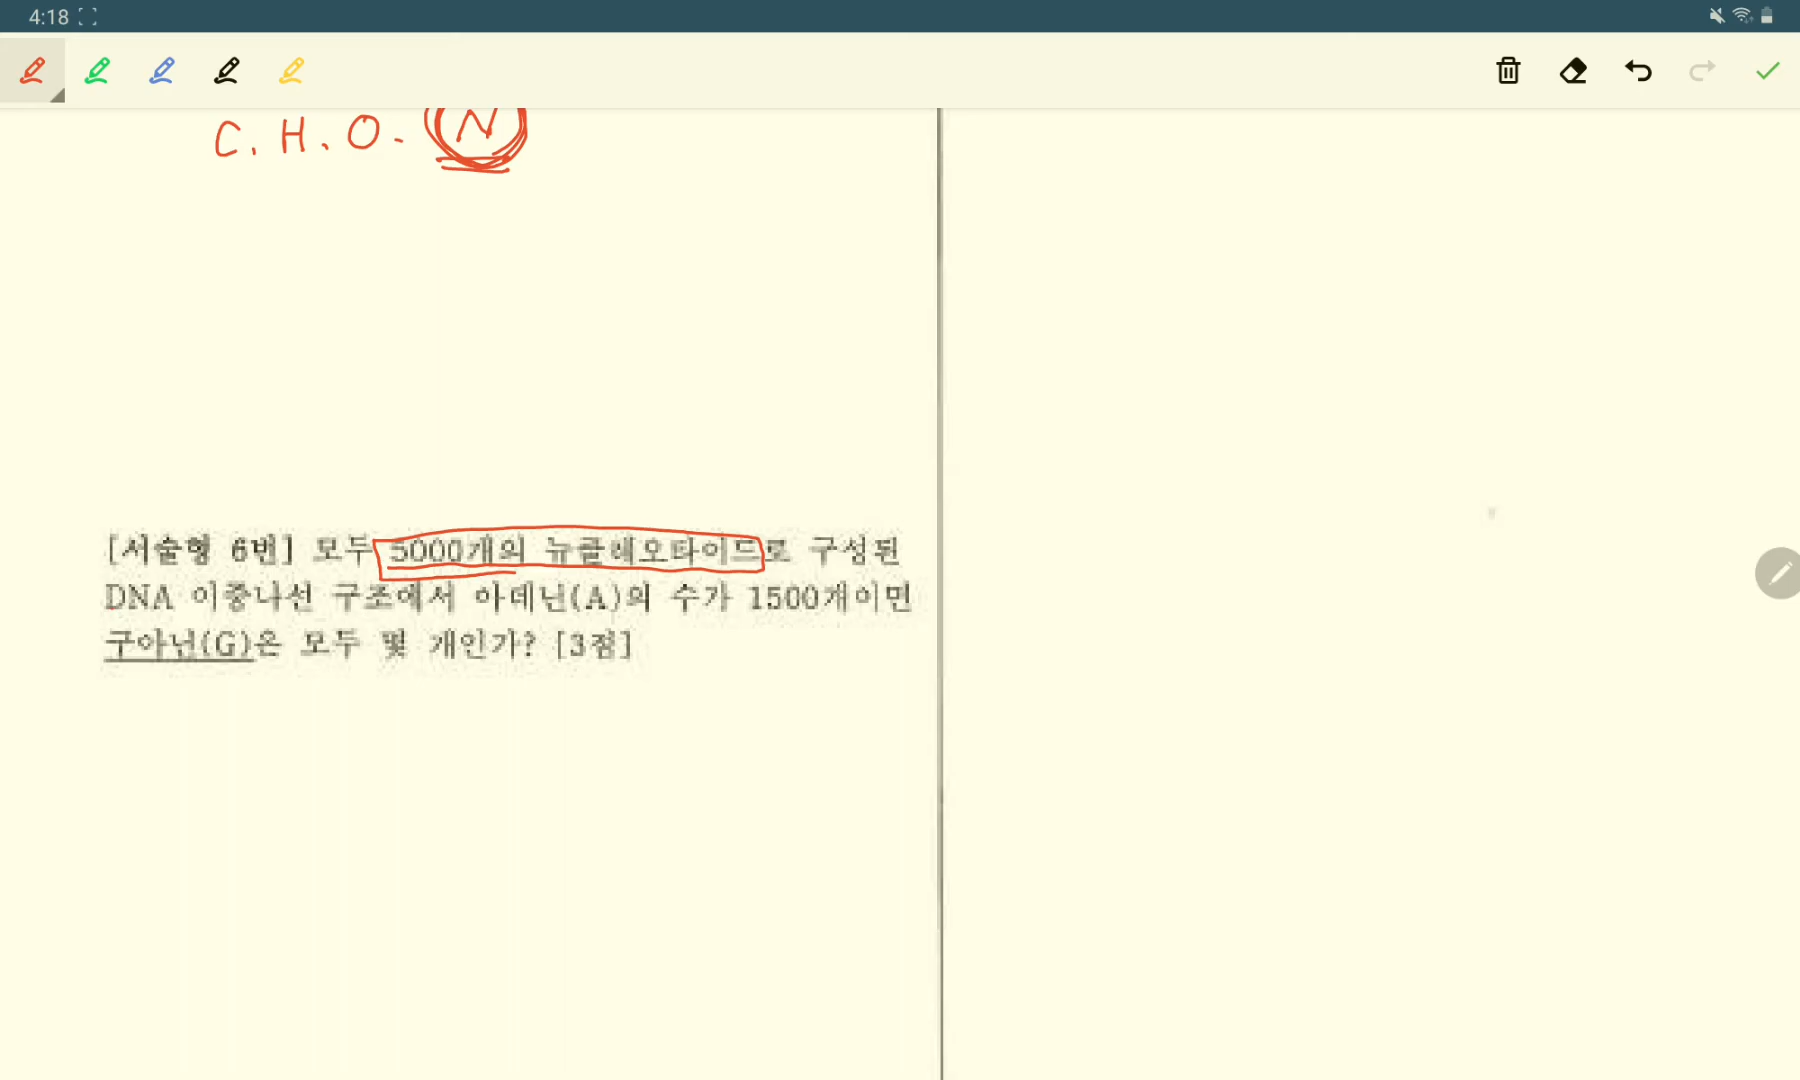 4:18
C. H. O. N
[서술형 6번] 모두 5000개의 뉴클레오타이드로 구성된
DNA 이중나선 구조에서 아데닌(A)의 수가 1500개이면
구아닌(G)은 모두 몇 개인가? [3점]